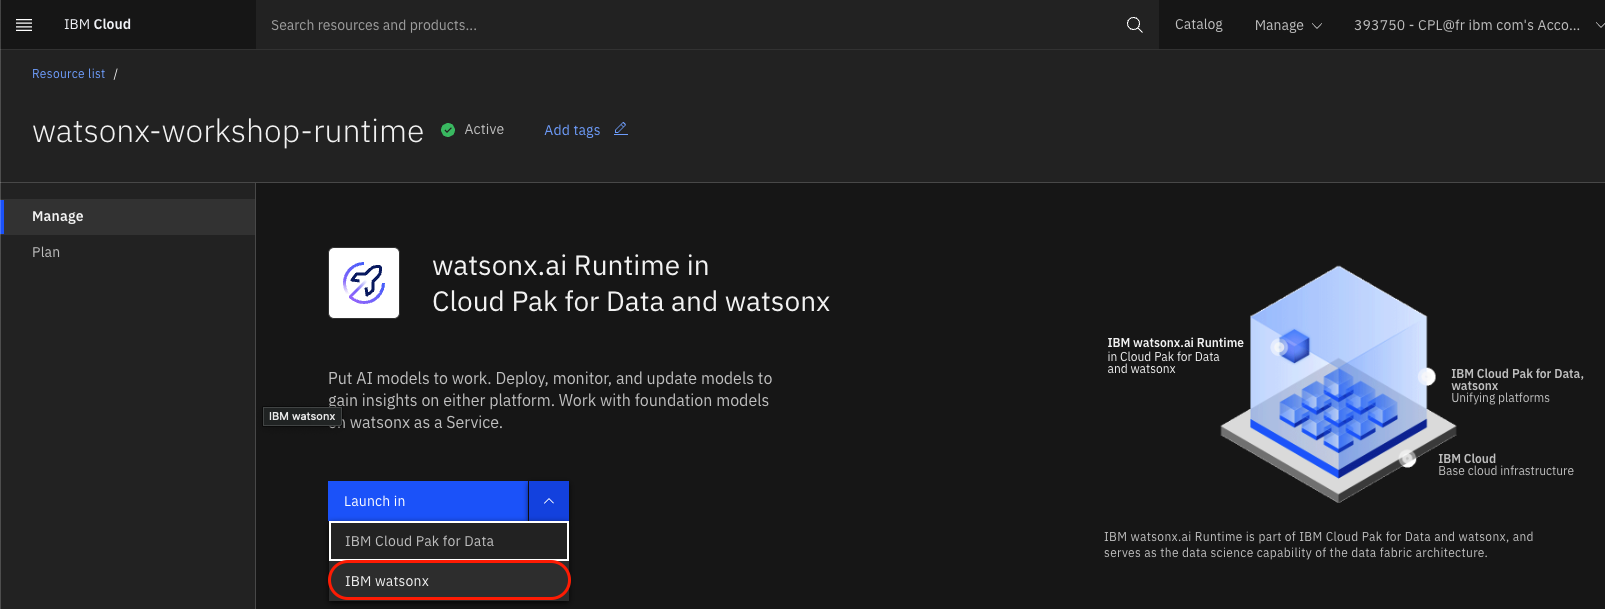 IBM Cloud
Search resources and products...
Catalog
Manage
393750 - CPL@fr ibm com's Acco...
Resource list /
watsonx-workshop-runtime
Active
Add tags
Manage
Plan
watsonx.ai Runtime in
Cloud Pak for Data and watsonx
Put AI models to work. Deploy, monitor, and update models to
gain insights on either platform. Work with foundation models
on watsonx as a Service.
IBM watsonx
Launch in
IBM Cloud Pak for Data
IBM watsonx
IBM watsonx.ai Runtime
in Cloud Pak for Data
and watsonx
IBM Cloud Pak for Data,
watsonx
Unifying platforms
IBM Cloud
Base cloud infrastructure
IBM watsonx.ai Runtime is part of IBM Cloud Pak for Data and watsonx, and
serves as the data science capability of the data fabric architecture.